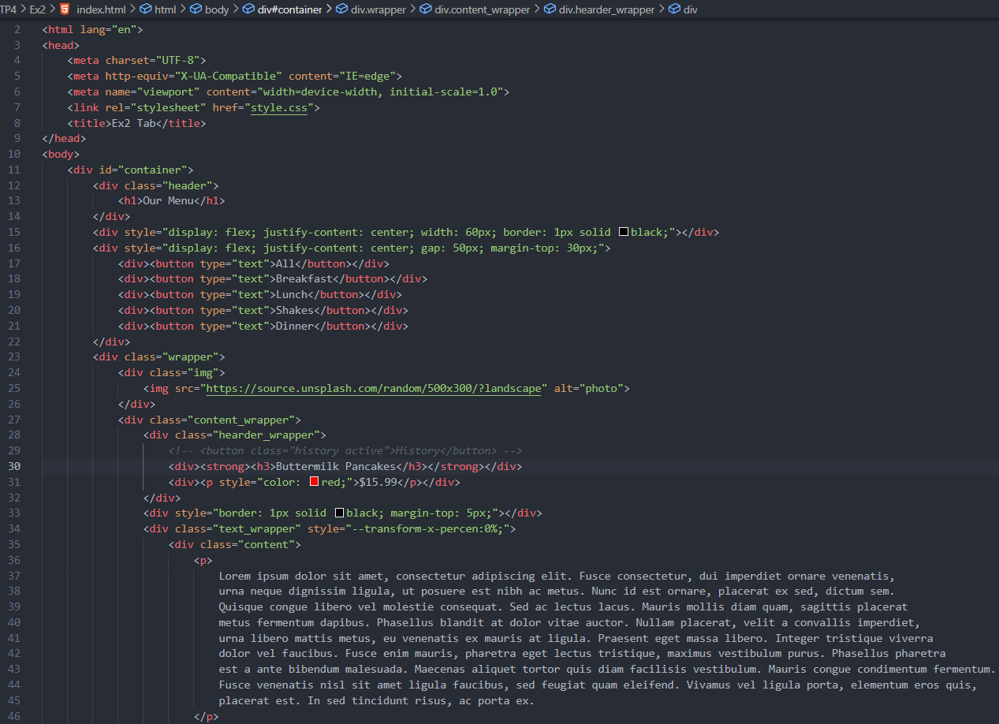 TP4 > Ex2 > index.html > html > body > div#container > div.wrapper > div.content_wrapper > div.hearder_wrapper > div
2 <html lang="en">
3 <head>
4 <meta charset="UTF-8">
5 <meta http-equiv="X-UA-Compatible" content="IE=edge">
6 <meta name="viewport" content="width=device-width, initial-scale=1.0">
7 <link rel="stylesheet" href="style.css">
8 <title>Ex2 Tab</title>
9 </head>
10 <body>
11 <div id="container">
12 <div class="header">
13 <h1>Our Menu</h1>
14 </div>
15 <div style="display: flex; justify-content: center; width: 60px; border: 1px solid black;"></div>
16 <div style="display: flex; justify-content: center; gap: 50px; margin-top: 30px;">
17 <div><button type="text">All</button></div>
18 <div><button type="text">Breakfast</button></div>
19 <div><button type="text">Lunch</button></div>
20 <div><button type="text">Shakes</button></div>
21 <div><button type="text">Dinner</button></div>
22 </div>
23 <div class="wrapper">
24 <div class="img">
25 <img src="https://source.unsplash.com/random/500x300/?landscape" alt="photo">
26 </div>
27 <div class="content_wrapper">
28 <div class="hearder_wrapper">
29 <!-- <button class="history active">History</button> -->
30 <div><strong><h3>Buttermilk Pancakes</h3></strong></div>
31 <div><p style="color: red;">$15.99</p></div>
32 </div>
33 <div style="border: 1px solid black; margin-top: 5px;"></div>
34 <div class="text_wrapper" style="--transform-x-percen:0%;">
35 <div class="content">
36 <p>
37 Lorem ipsum dolor sit amet, consectetur adipiscing elit. Fusce consectetur, dui imperdiet ornare venenatis,
38 urna neque dignissim ligula, ut posuere est nibh ac metus. Nunc id est ornare, placerat ex sed, dictum sem.
39 Quisque congue libero vel molestie consequat. Sed ac lectus lacus. Mauris mollis diam quam, sagittis placerat
40 metus fermentum dapibus. Phasellus blandit at dolor vitae auctor. Nullam placerat, velit a convallis imperdiet,
41 urna libero mattis metus, eu venenatis ex mauris at ligula. Praesent eget massa libero. Integer tristique viverra
42 dolor vel faucibus. Fusce enim mauris, pharetra eget lectus tristique, maximus vestibulum purus. Phasellus pharetra
43 est a ante bibendum malesuada. Maecenas aliquet tortor quis diam facilisis vestibulum. Mauris congue condimentum fermentum.
44 Fusce venenatis nisl sit amet ligula faucibus, sed feugiat quam eleifend. Vivamus vel ligula porta, elementum eros quis,
45 placerat est. In sed tincidunt risus, ac porta ex.
46 </p>